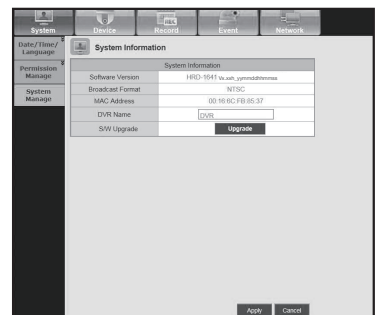 System Device Record Event Network
Date/Time/
Language
Permission
Manage
System
Manage
System Information
System Information
Software Version HRD-1641 Vx.xxh_yymmddhhmmss
Broadcast Format NTSC
MAC Address 00:16:6C:FB:65:37
DVR Name DVR
S/W Upgrade Upgrade
Apply Cancel